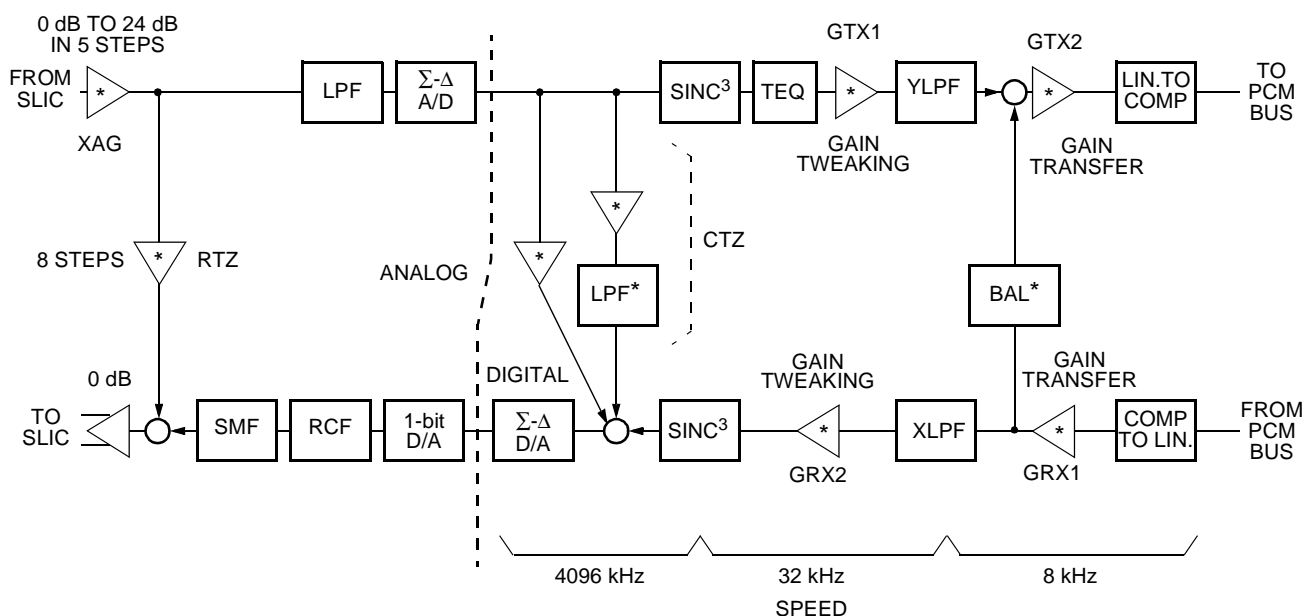 0 dB TO 24 dB
IN 5 STEPS
FROM
SLIC
*
XAG
LPF
Σ-Δ
A/D
SINC3
TEQ
GTX1
*
GAIN
TWEAKING
YLPF
GTX2
*
GAIN
TRANSFER
LIN.TO
COMP
TO
PCM
BUS
8 STEPS
*
RTZ
ANALOG
*
*
LPF*
CTZ
BAL*
0 dB
TO
SLIC
SMF
RCF
1-bit
D/A
DIGITAL
Σ-Δ
D/A
SINC3
GAIN
TWEAKING
*
GRX2
XLPF
GAIN
TRANSFER
*
GRX1
COMP
TO LIN.
FROM
PCM
BUS
4096 kHz
32 kHz
8 kHz
SPEED